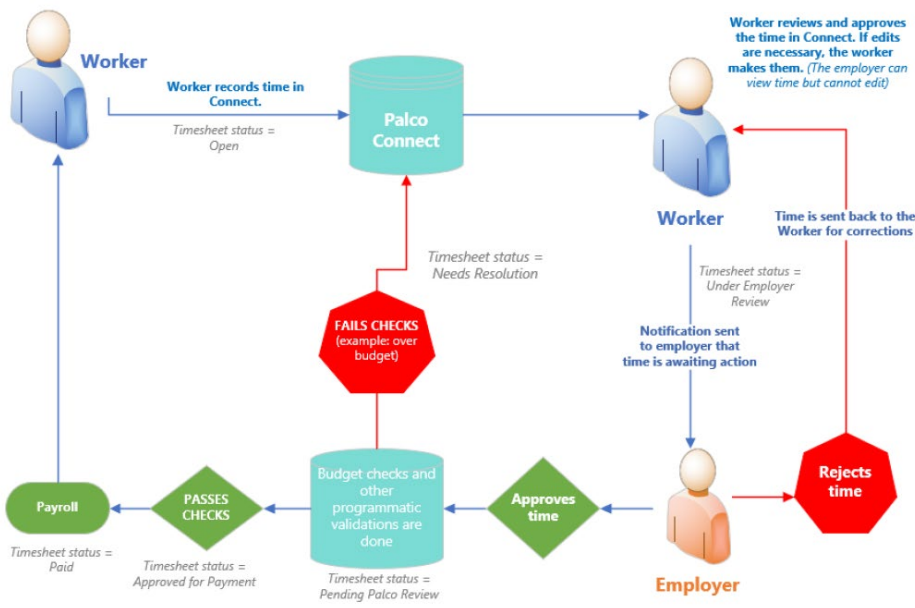 Worker
Worker records time in
Connect.
Timesheet status =
Open
Palco
Connect
Worker reviews and approves
the time in Connect. If edits
are necessary, the worker
makes them. (The employer can
view time but cannot edit)
Worker
Time is sent back to the
Worker for corrections
Timesheet status =
Under Employer
Review
Notification sent
to employer that
time is awaiting action
Timesheet status =
Needs Resolution
FAILS CHECKS
(example: over
budget)
Rejects
time
Employer
Approves
time
Budget checks and
other
programmatic
validations are
done
Timesheet status =
Pending Palco Review
PASSES
CHECKS
Timesheet status =
Approved for Payment
Payroll
Timesheet status =
Paid